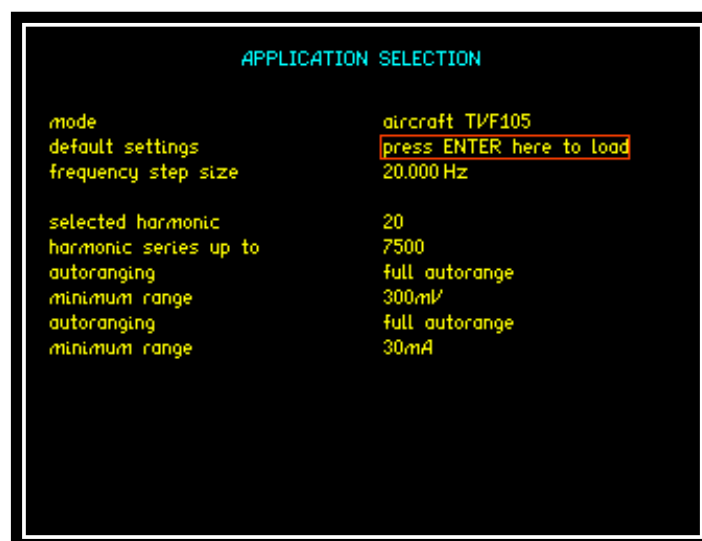 APPLICATION SELECTION
mode aircraft TVF105
default settings press ENTER here to load
frequency step size 20.000 Hz
selected harmonic 20
harmonic series up to 7500
autoranging full autorange
minimum range 300mV
autoranging full autorange
minimum range 30mA